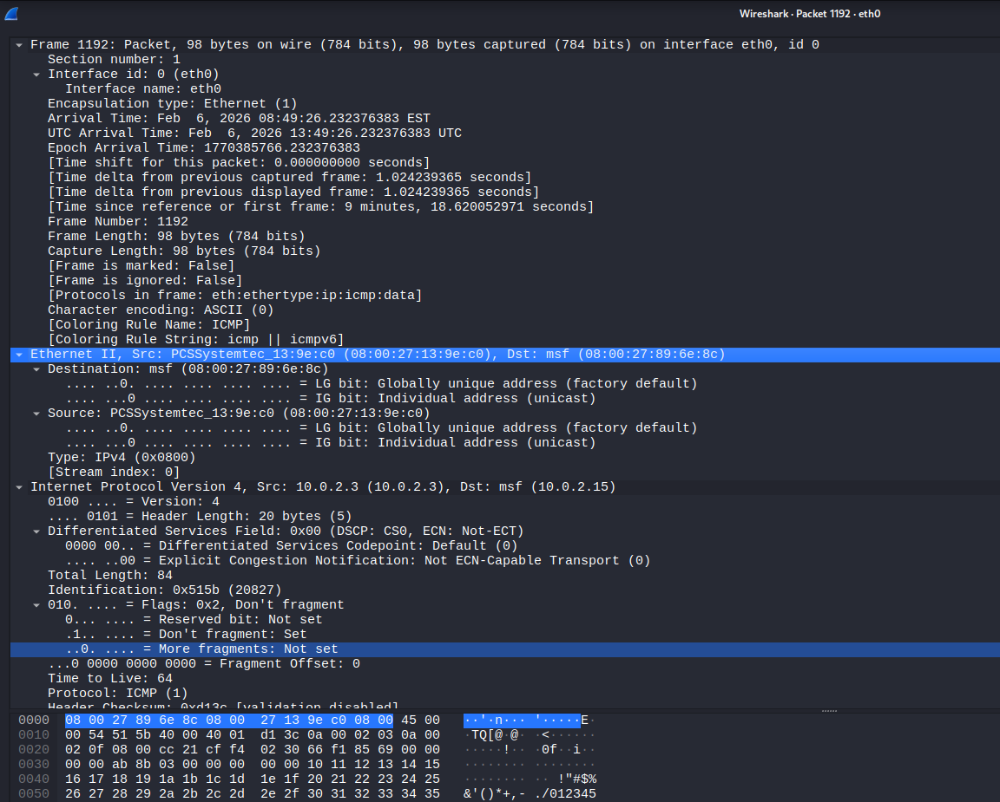 Wireshark · Packet 1192 · eth0
Frame 1192: Packet, 98 bytes on wire (784 bits), 98 bytes captured (784 bits) on interface eth0, id 0
Section number: 1
Interface id: 0 (eth0)
Interface name: eth0
Encapsulation type: Ethernet (1)
Arrival Time: Feb  6, 2026 08:49:26.232376383 EST
UTC Arrival Time: Feb  6, 2026 13:49:26.232376383 UTC
Epoch Arrival Time: 1770385766.232376383
[Time shift for this packet: 0.000000000 seconds]
[Time delta from previous captured frame: 1.024239365 seconds]
[Time delta from previous displayed frame: 1.024239365 seconds]
[Time since reference or first frame: 9 minutes, 18.620052971 seconds]
Frame Number: 1192
Frame Length: 98 bytes (784 bits)
Capture Length: 98 bytes (784 bits)
[Frame is marked: False]
[Frame is ignored: False]
[Protocols in frame: eth:ethertype:ip:icmp:data]
Character encoding: ASCII (0)
[Coloring Rule Name: ICMP]
[Coloring Rule String: icmp || icmpv6]
Ethernet II, Src: PCSSystemtec_13:9e:c0 (08:00:27:13:9e:c0), Dst: msf (08:00:27:89:6e:8c)
Destination: msf (08:00:27:89:6e:8c)
.... ..0. .... .... .... .... = LG bit: Globally unique address (factory default)
.... ...0 .... .... .... .... = IG bit: Individual address (unicast)
Source: PCSSystemtec_13:9e:c0 (08:00:27:13:9e:c0)
.... ..0. .... .... .... .... = LG bit: Globally unique address (factory default)
.... ...0 .... .... .... .... = IG bit: Individual address (unicast)
Type: IPv4 (0x0800)
[Stream index: 0]
Internet Protocol Version 4, Src: 10.0.2.3 (10.0.2.3), Dst: msf (10.0.2.15)
0100 .... = Version: 4
.... 0101 = Header Length: 20 bytes (5)
Differentiated Services Field: 0x00 (DSCP: CS0, ECN: Not-ECT)
0000 00.. = Differentiated Services Codepoint: Default (0)
.... ..00 = Explicit Congestion Notification: Not ECN-Capable Transport (0)
Total Length: 84
Identification: 0x515b (20827)
010. .... = Flags: 0x2, Don't fragment
0... .... = Reserved bit: Not set
.1.. .... = Don't fragment: Set
..0. .... = More fragments: Not set
...0 0000 0000 0000 = Fragment Offset: 0
Time to Live: 64
Protocol: ICMP (1)
Header Checksum: 0xd13c [validation disabled]
0000 08 00 27 89 6e 8c 08 00 27 13 9e c0 08 00 45 00 ··'·n··· '·····E·
0010 00 54 51 5b 40 00 40 01 d1 3c 0a 00 02 03 0a 00 ·TQ[@·@· ·<······
0020 02 0f 08 00 cc 21 cf f4 02 30 66 f1 85 69 00 00 ·····!·· ·0f··i··
0030 00 00 ab 8b 03 00 00 00 00 00 10 11 12 13 14 15 ········ ········
0040 16 17 18 19 1a 1b 1c 1d 1e 1f 20 21 22 23 24 25 ········ ·· !"#$%
0050 26 27 28 29 2a 2b 2c 2d 2e 2f 30 31 32 33 34 35 &'()*+,- ./012345